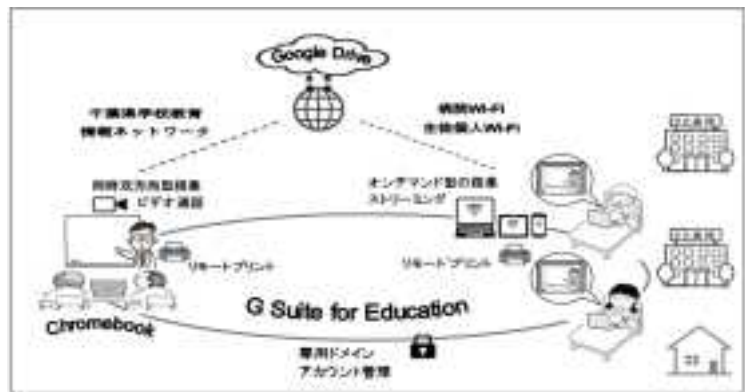 Google Drive
千葉県学校教育
情報ネットワーク
病院Wi-Fi
生徒個人Wi-Fi
同時双方向型授業
ビデオ通話
オンデマンド型の授業
ストリーミング
リモートプリント
リモートプリント
G Suite for Education
Chromebook
専用ドメイン
アカウント管理